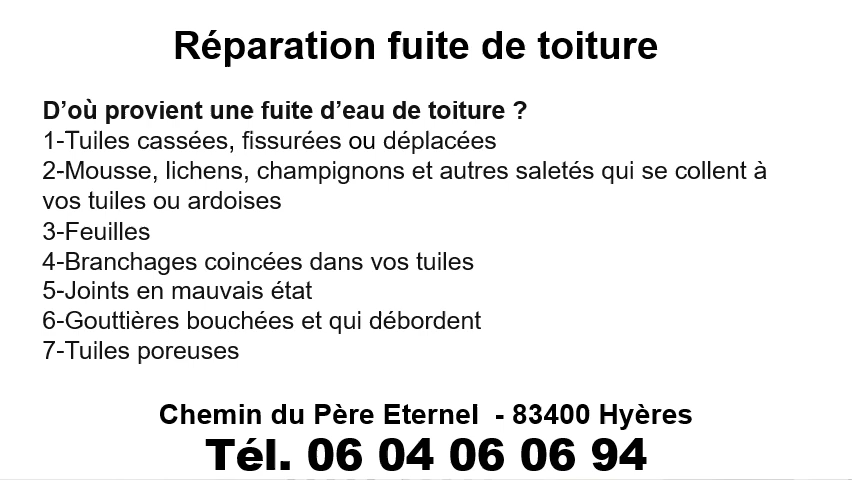 Réparation fuite de toiture
D’où provient une fuite d’eau de toiture ?
1-Tuiles cassées, fissurées ou déplacées
2-Mousse, lichens, champignons et autres saletés qui se collent à
vos tuiles ou ardoises
3-Feuilles
4-Branchages coincées dans vos tuiles
5-Joints en mauvais état
6-Gouttières bouchées et qui débordent
7-Tuiles poreuses
Chemin du Père Eternel - 83400 Hyères
Tél. 06 04 06 06 94